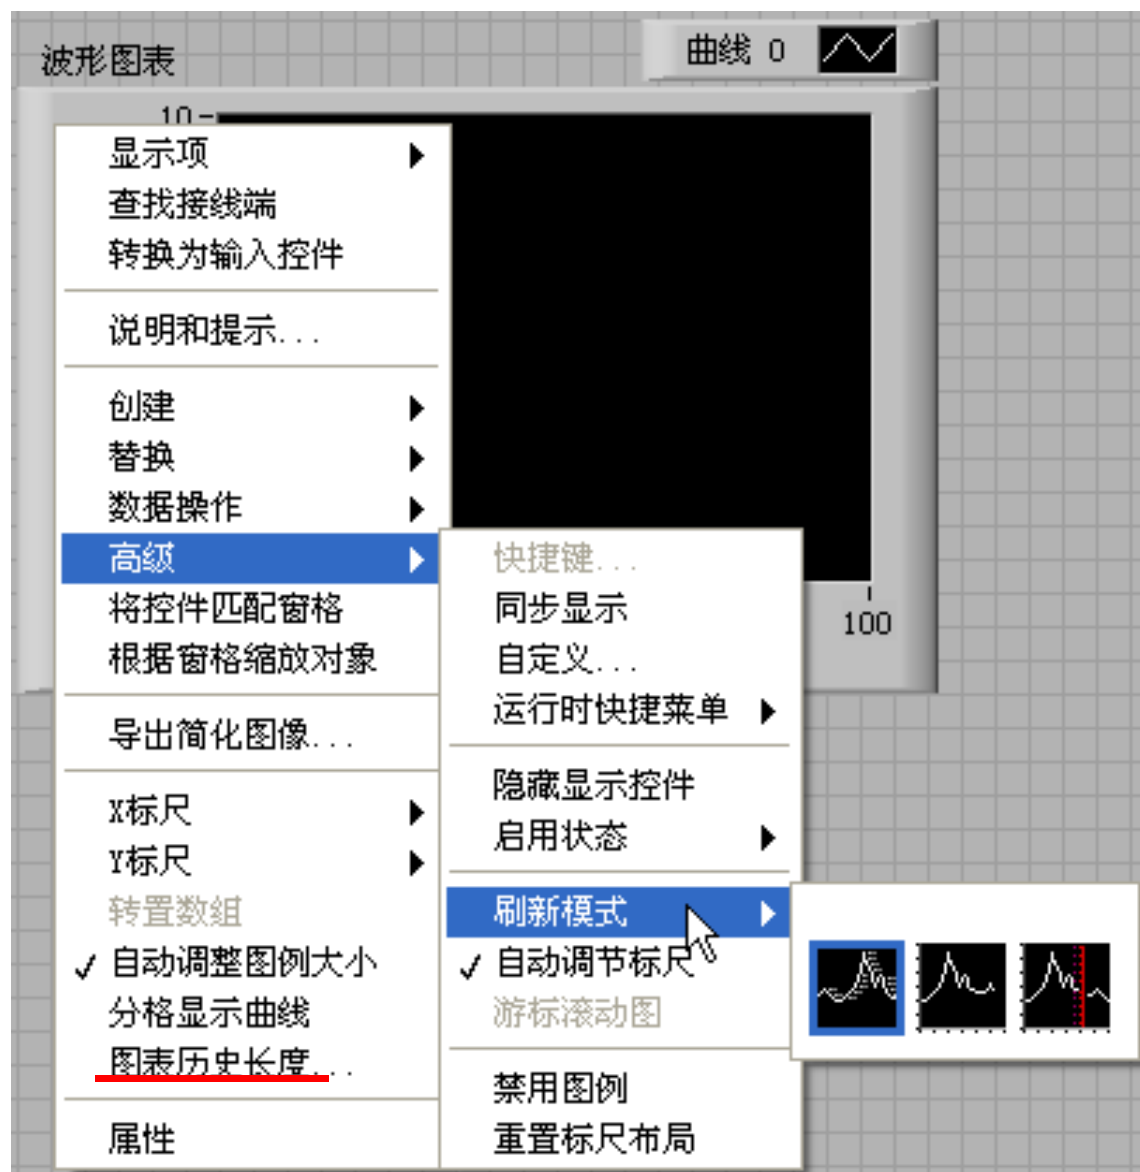 波形图表
曲线 0
10
显示项
查找接线端
转换为输入控件
说明和提示...
创建
替换
数据操作
高级
将控件匹配窗格
根据窗格缩放对象
导出简化图像...
X标尺
Y标尺
转置数组
✓ 自动调整图例大小
分格显示曲线
图表历史长度...
属性
快捷键...
同步显示
自定义...
运行时快捷菜单
隐藏显示控件
启用状态
刷新模式
✓ 自动调节标尺
游标滚动图
禁用图例
重置标尺布局
100